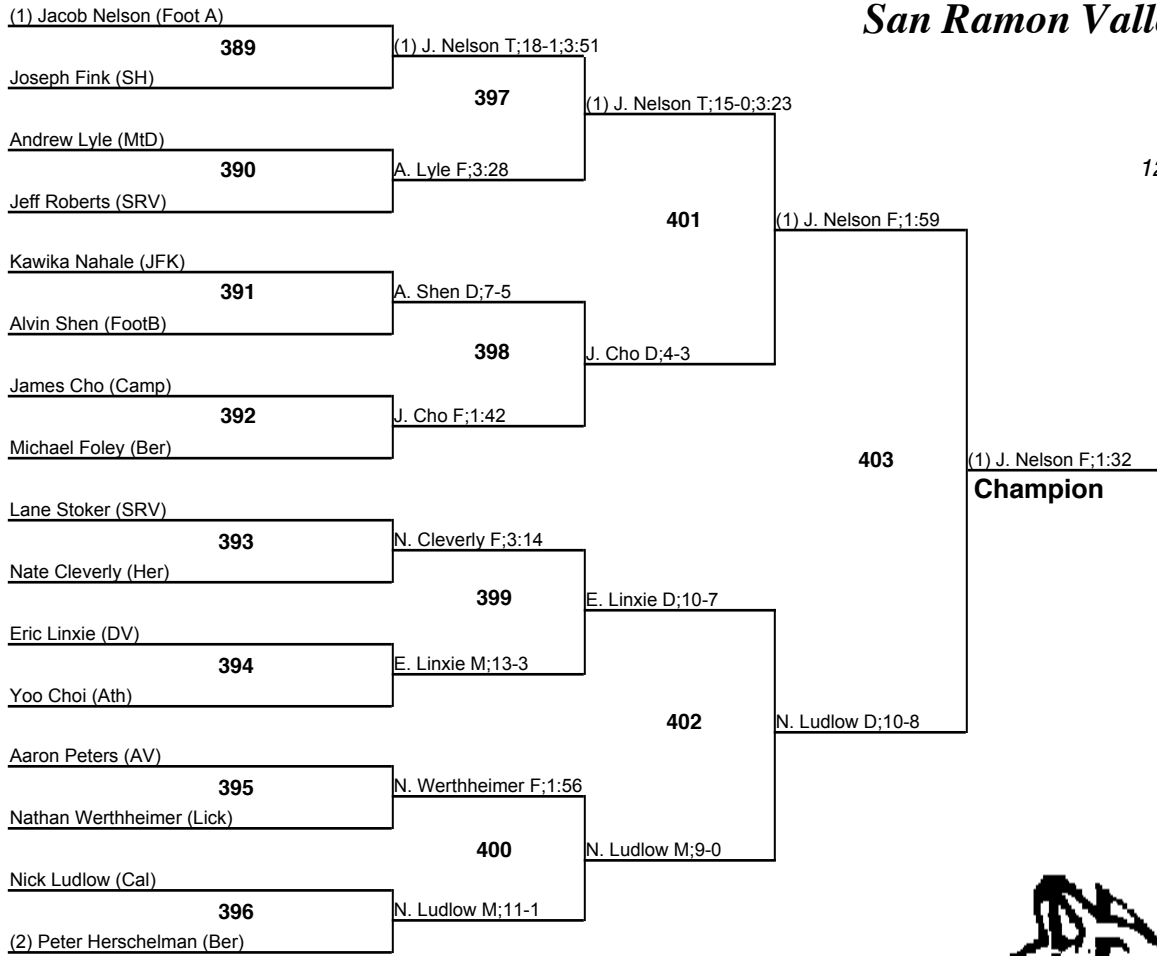 (1) Jacob Nelson (Foot A)
San Ramon Valle
389
(1) J. Nelson T;18-1;3:51
Joseph Fink (SH)
397
(1) J. Nelson T;15-0;3:23
Andrew Lyle (MtD)
390
A. Lyle F;3:28
12
Jeff Roberts (SRV)
401
(1) J. Nelson F;1:59
Kawika Nahale (JFK)
391
A. Shen D;7-5
Alvin Shen (FootB)
398
J. Cho D;4-3
James Cho (Camp)
392
J. Cho F;1:42
Michael Foley (Ber)
403
(1) J. Nelson F;1:32
Champion
Lane Stoker (SRV)
393
N. Cleverly F;3:14
Nate Cleverly (Her)
399
E. Linxie D;10-7
Eric Linxie (DV)
394
E. Linxie M;13-3
Yoo Choi (Ath)
402
N. Ludlow D;10-8
Aaron Peters (AV)
395
N. Werthheimer F;1:56
Nathan Werthheimer (Lick)
400
N. Ludlow M;9-0
Nick Ludlow (Cal)
396
N. Ludlow M;11-1
(2) Peter Herschelman (Ber)